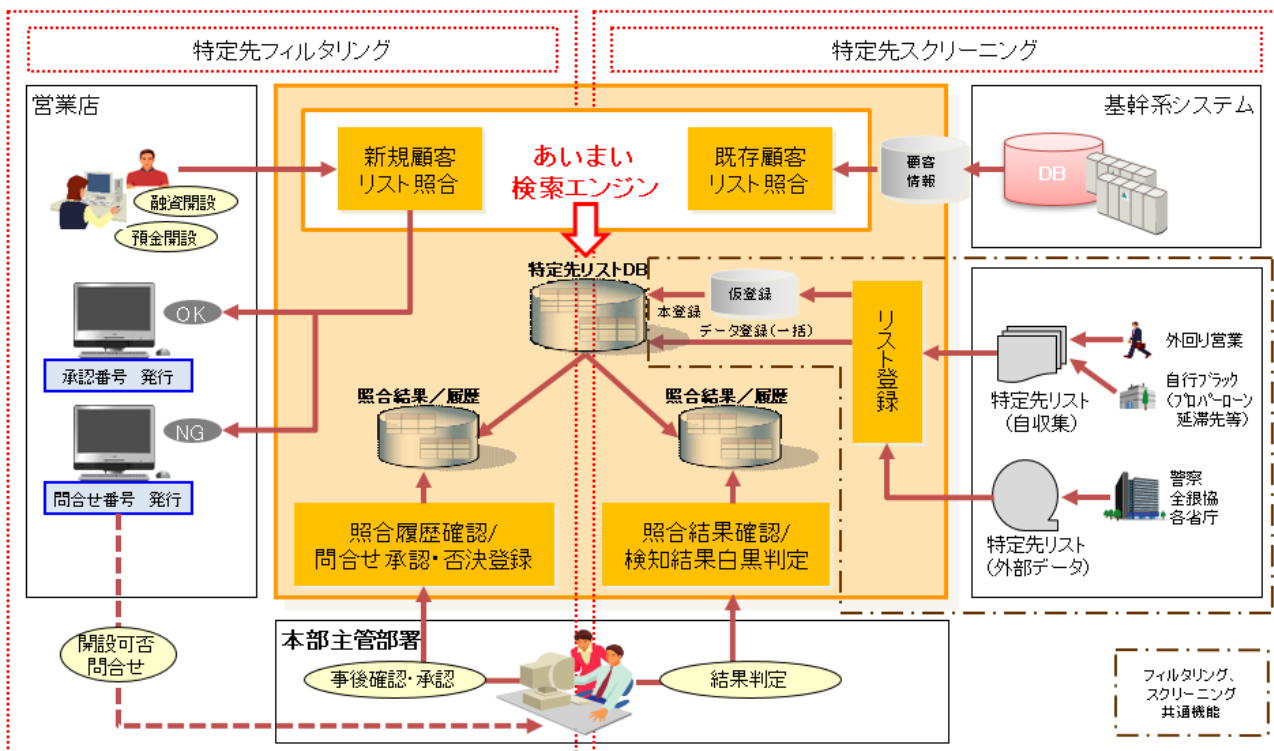 特定先フィルタリング
特定先スクリーニング
営業店
融資開設
預金開設
OK
承認番号 発行
NG
問合せ番号 発行
開設可否
問合せ
新規顧客
リスト照合
あいまい
検索エンジン
既存顧客
リスト照合
顧客
情報
基幹系システム
DB
特定先リストDB
仮登録
本登録
データ登録(一括)
リスト登録
照合結果／履歴
照合結果／履歴
照合履歴確認/
問合せ承認・否決登録
照合結果確認/
検知結果白黒判定
特定先リスト
(自収集)
外回り営業
自行ブラック
(プロパーローン
延滞先等)
特定先リスト
(外部データ)
警察
全銀協
各省庁
本部主管部署
事後確認・承認
結果判定
フィルタリング、
スクリーニング
共通機能